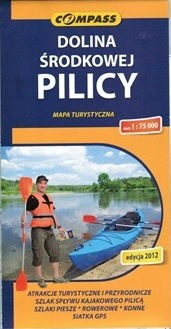 COMPASS
DOLINA
ŚRODKOWEJ
PILICY
MAPA TURYSTYCZNA
skala 1:75 000
edycja 2012
ATRAKCJE TURYSTYCZNE I PRZYRODNICZE
SZLAK SPŁYWU KAJAKOWEGO PILICĄ
SZLAKI PIESZE * ROWEROWE * KONNE
SIATKA GPS